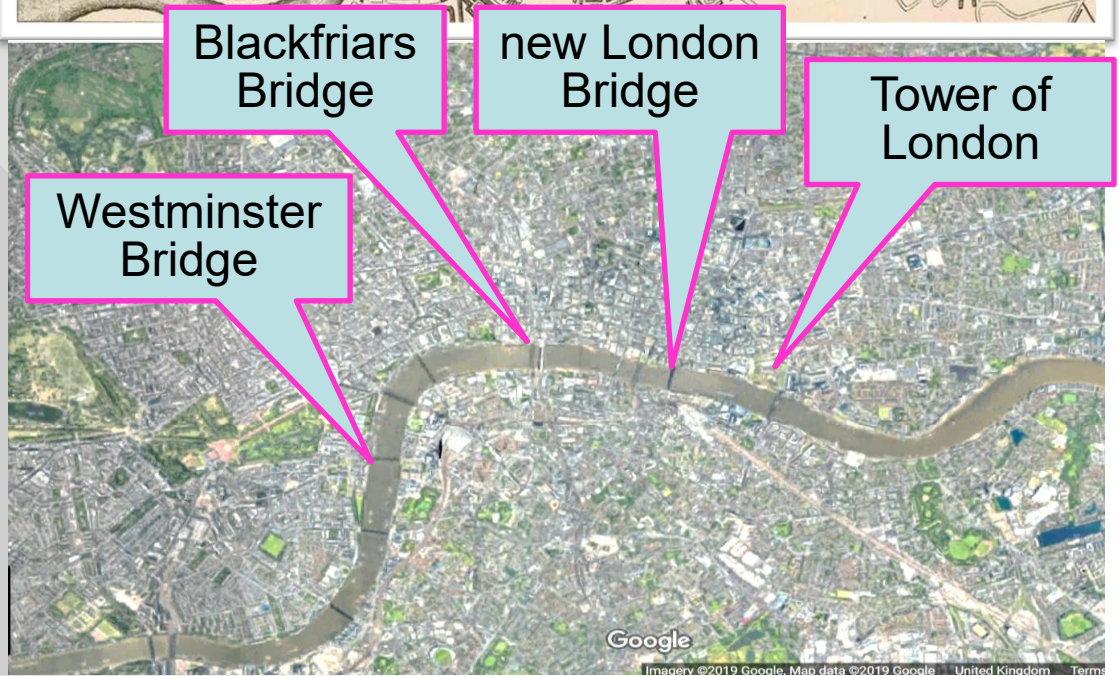 Blackfriars
Bridge
new London
Bridge
Tower of
London
Westminster
Bridge
Google
Imagery ©2019 Google, Map data ©2019 Google United Kingdom Terms